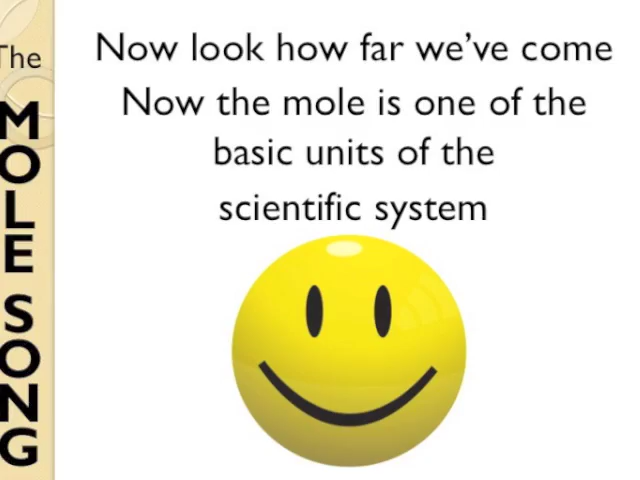 The
MOLE SONG
Now look how far we've come
Now the mole is one of the
basic units of the
scientific system